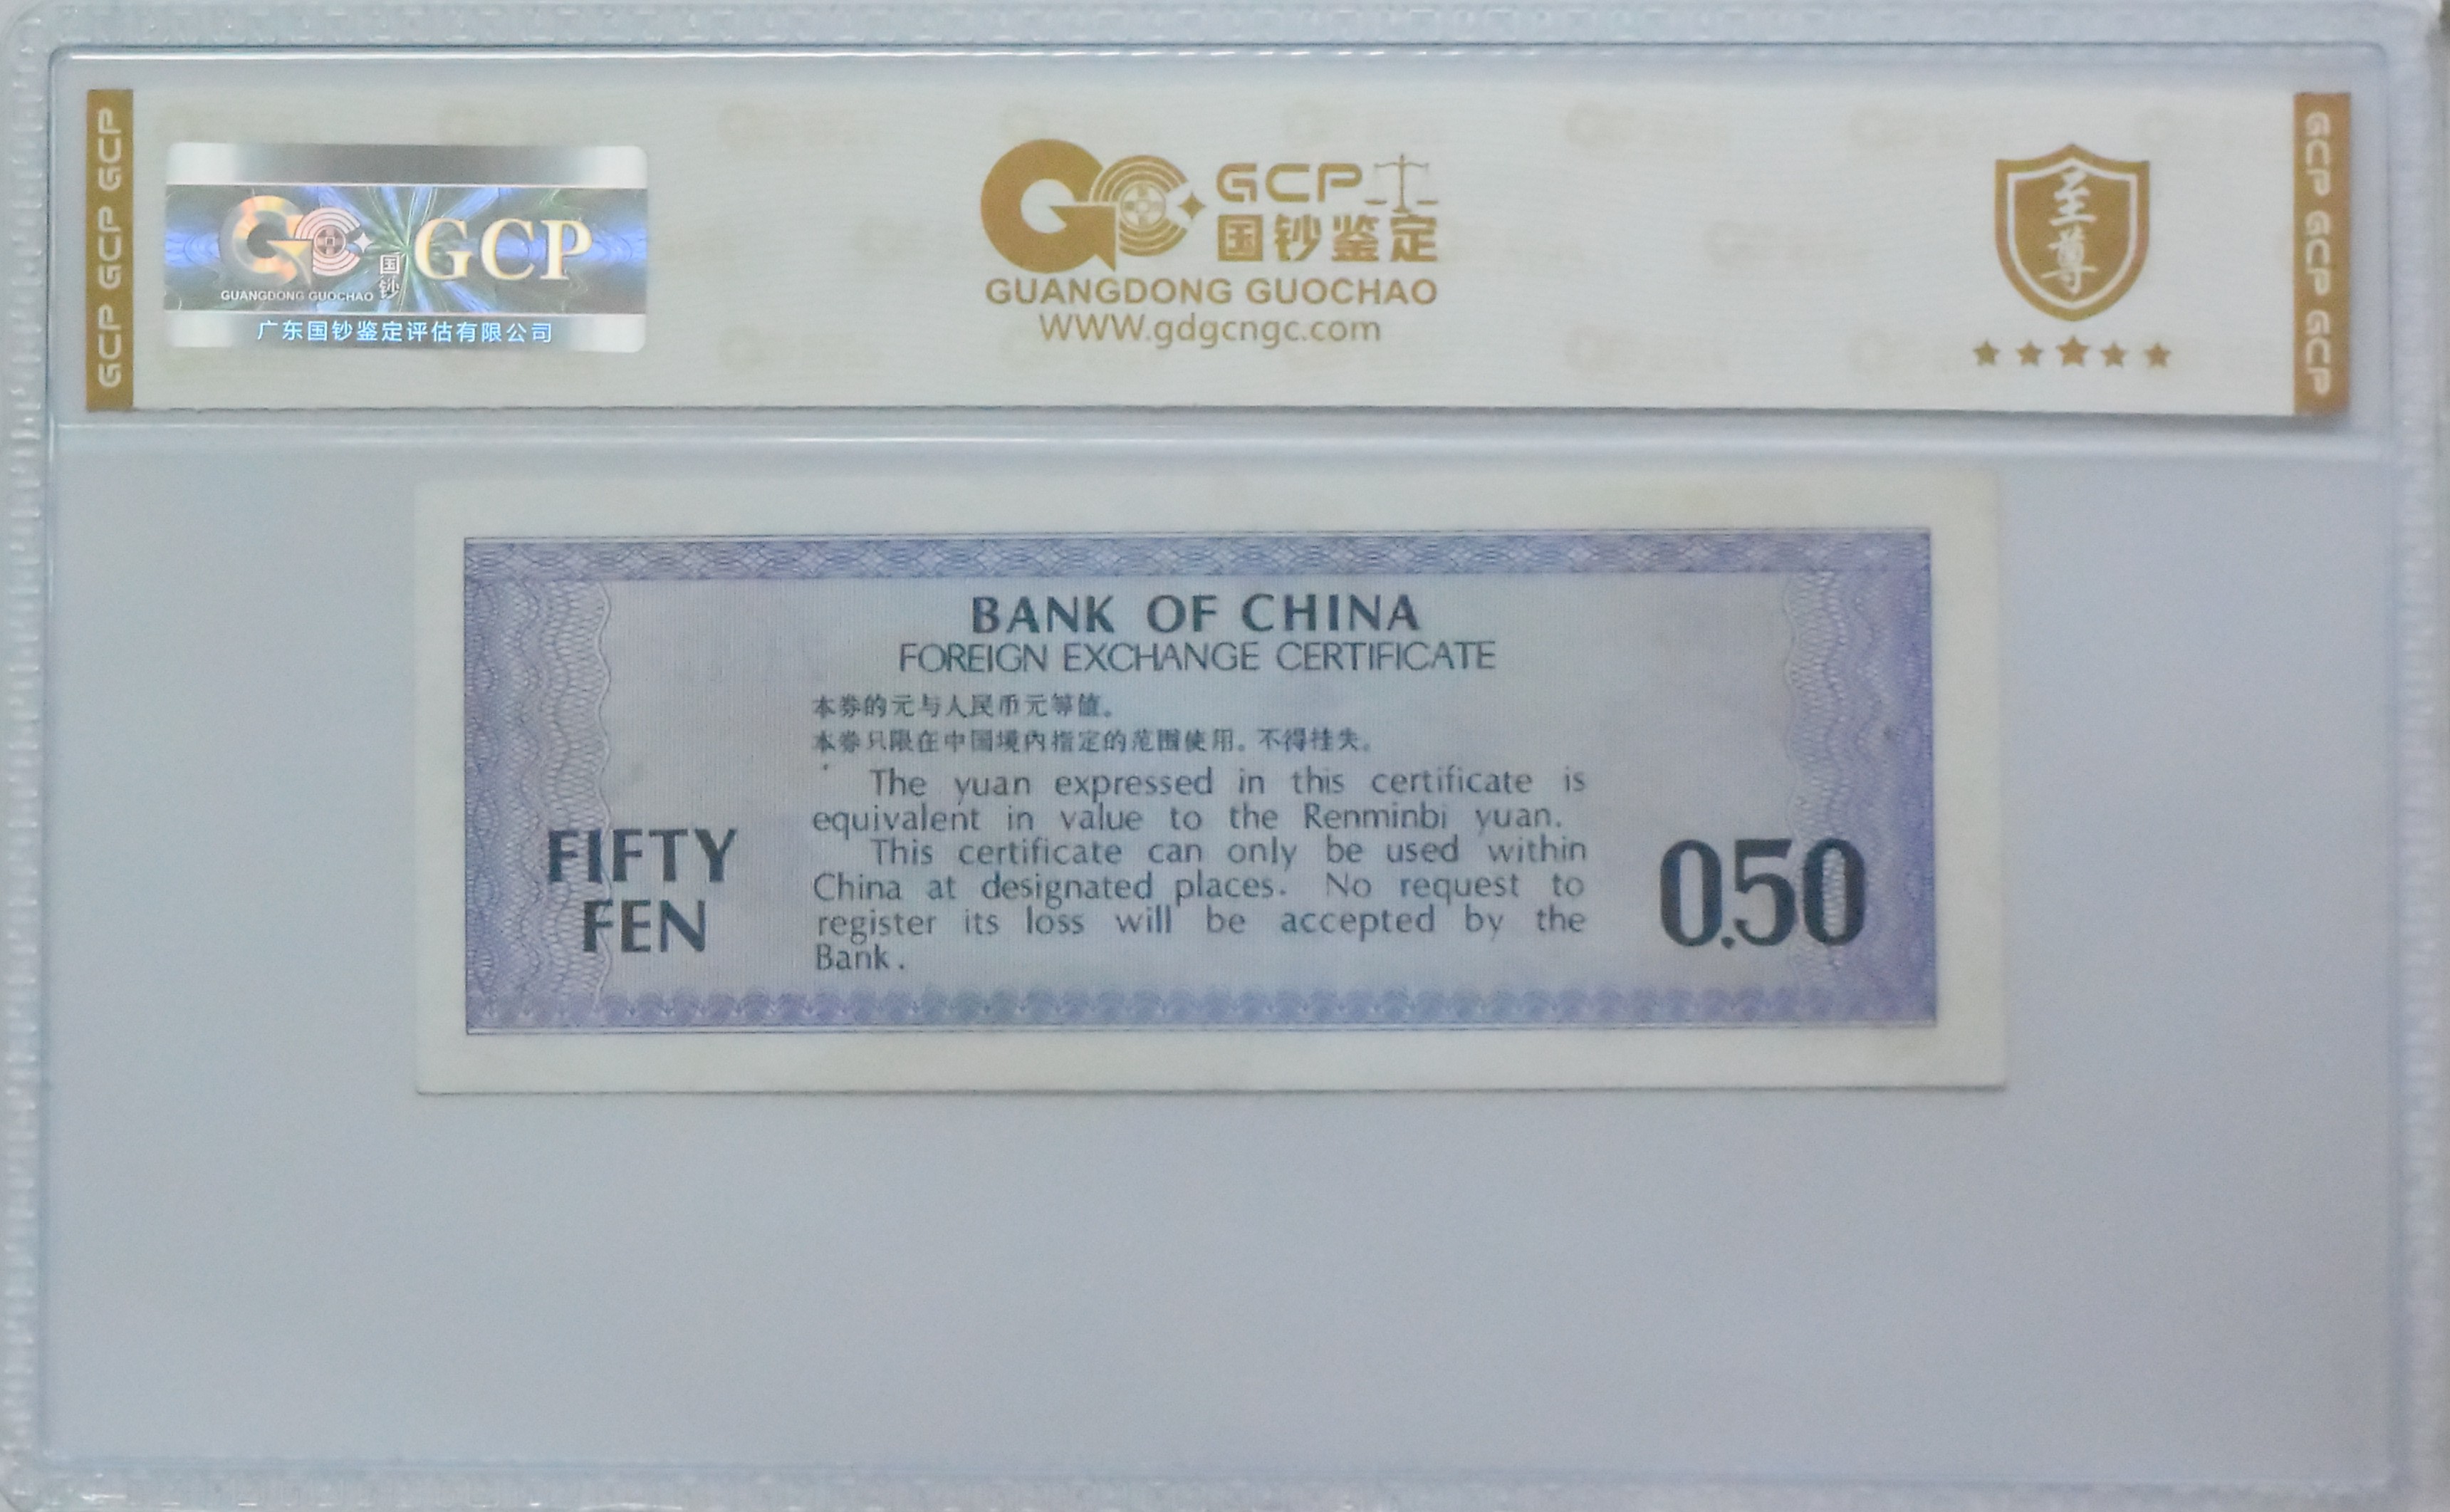 GCP GCP GCP
GCP
国钞
GUANGDONG GUOCHAO
广东国钞鉴定评估有限公司
GCP
国钞鉴定
GUANGDONG GUOCHAO
WWW.gdgcngc.com
至尊
GCP GCP GCP
BANK OF CHINA
FOREIGN EXCHANGE CERTIFICATE
本券的元与人民币元等值。
本券只限在中国境内指定的范围使用。不得挂失。
The yuan expressed in this certificate is
equivalent in value to the Renminbi yuan.
This certificate can only be used within
China at designated places. No request to
register its loss will be accepted by the
Bank.
FIFTY
FEN
0.50